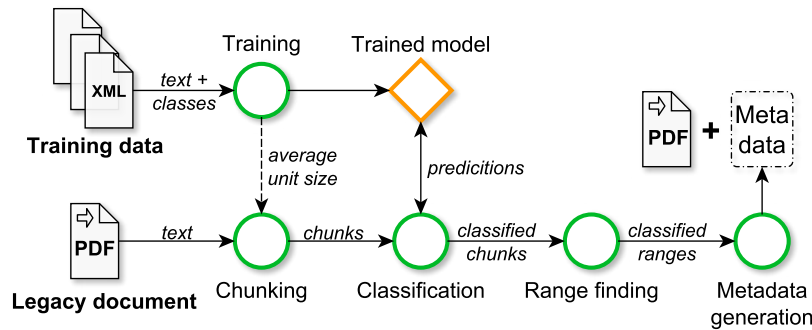 Training
Trained model
XML
text +
classes
Training data
average
unit size
predicitions
PDF
+
Meta
data
PDF
text
chunks
classified
chunks
classified
ranges
Legacy document
Chunking
Classification
Range finding
Metadata
generation